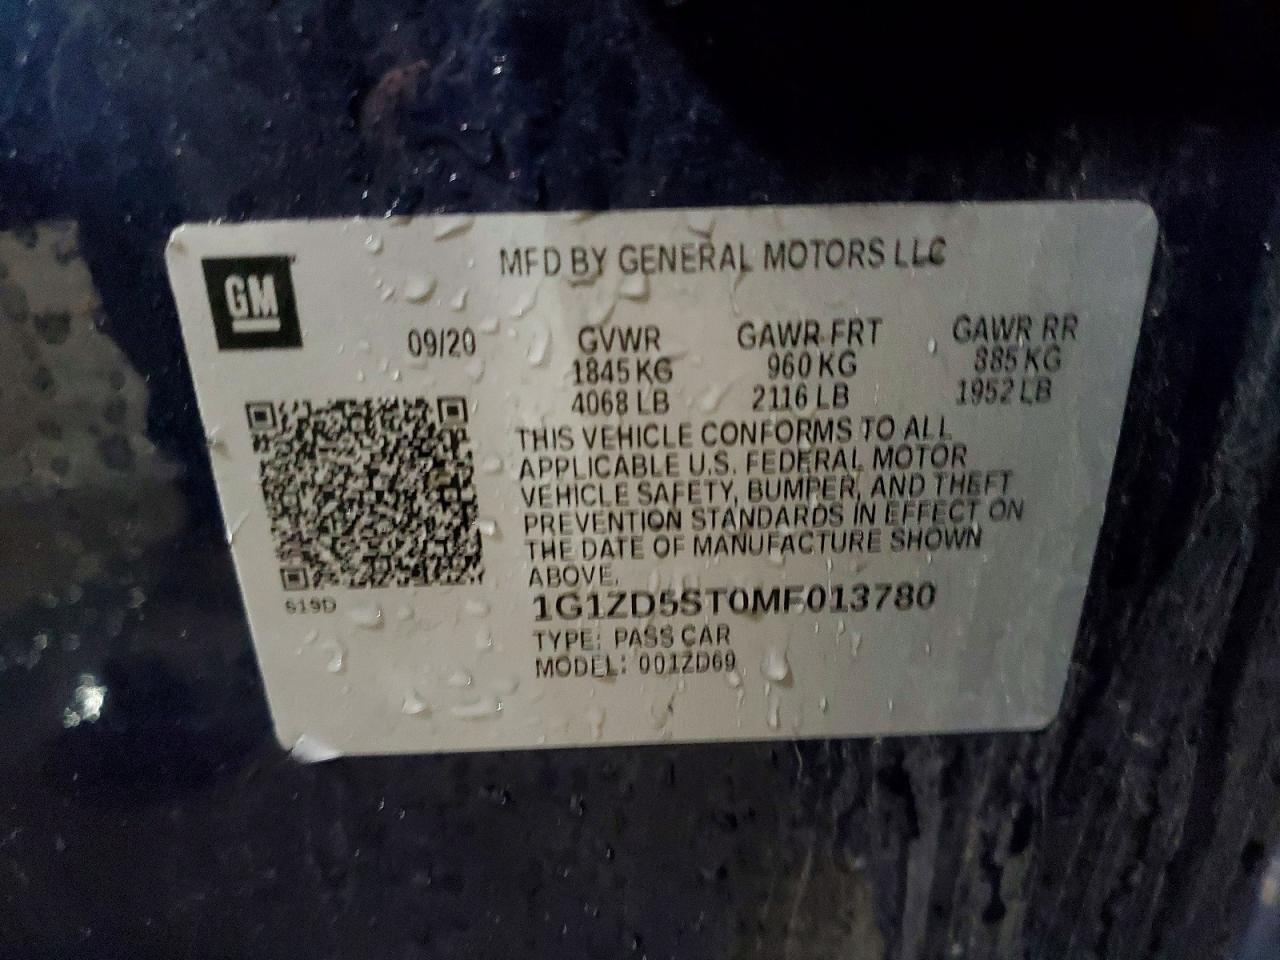 GM
MFD BY GENERAL MOTORS LLC
09/20
GVWR
1845 KG
4068 LB
GAWR FRT
960 KG
2116 LB
GAWR RR
885 KG
1952 LB
THIS VEHICLE CONFORMS TO ALL
APPLICABLE U.S. FEDERAL MOTOR
VEHICLE SAFETY, BUMPER, AND THEFT
PREVENTION STANDARDS IN EFFECT ON
THE DATE OF MANUFACTURE SHOWN
ABOVE.
1G1ZD5ST0MF013780
TYPE: PASS CAR
MODEL: 001ZD69
S19D